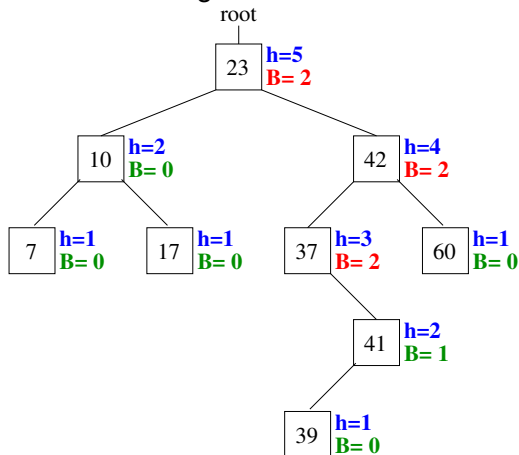 root
23 h=5
B= 2
10 h=2
B= 0
42 h=4
B= 2
7 h=1
B= 0
17 h=1
B= 0
37 h=3
B= 2
60 h=1
B= 0
41 h=2
B= 1
39 h=1
B= 0